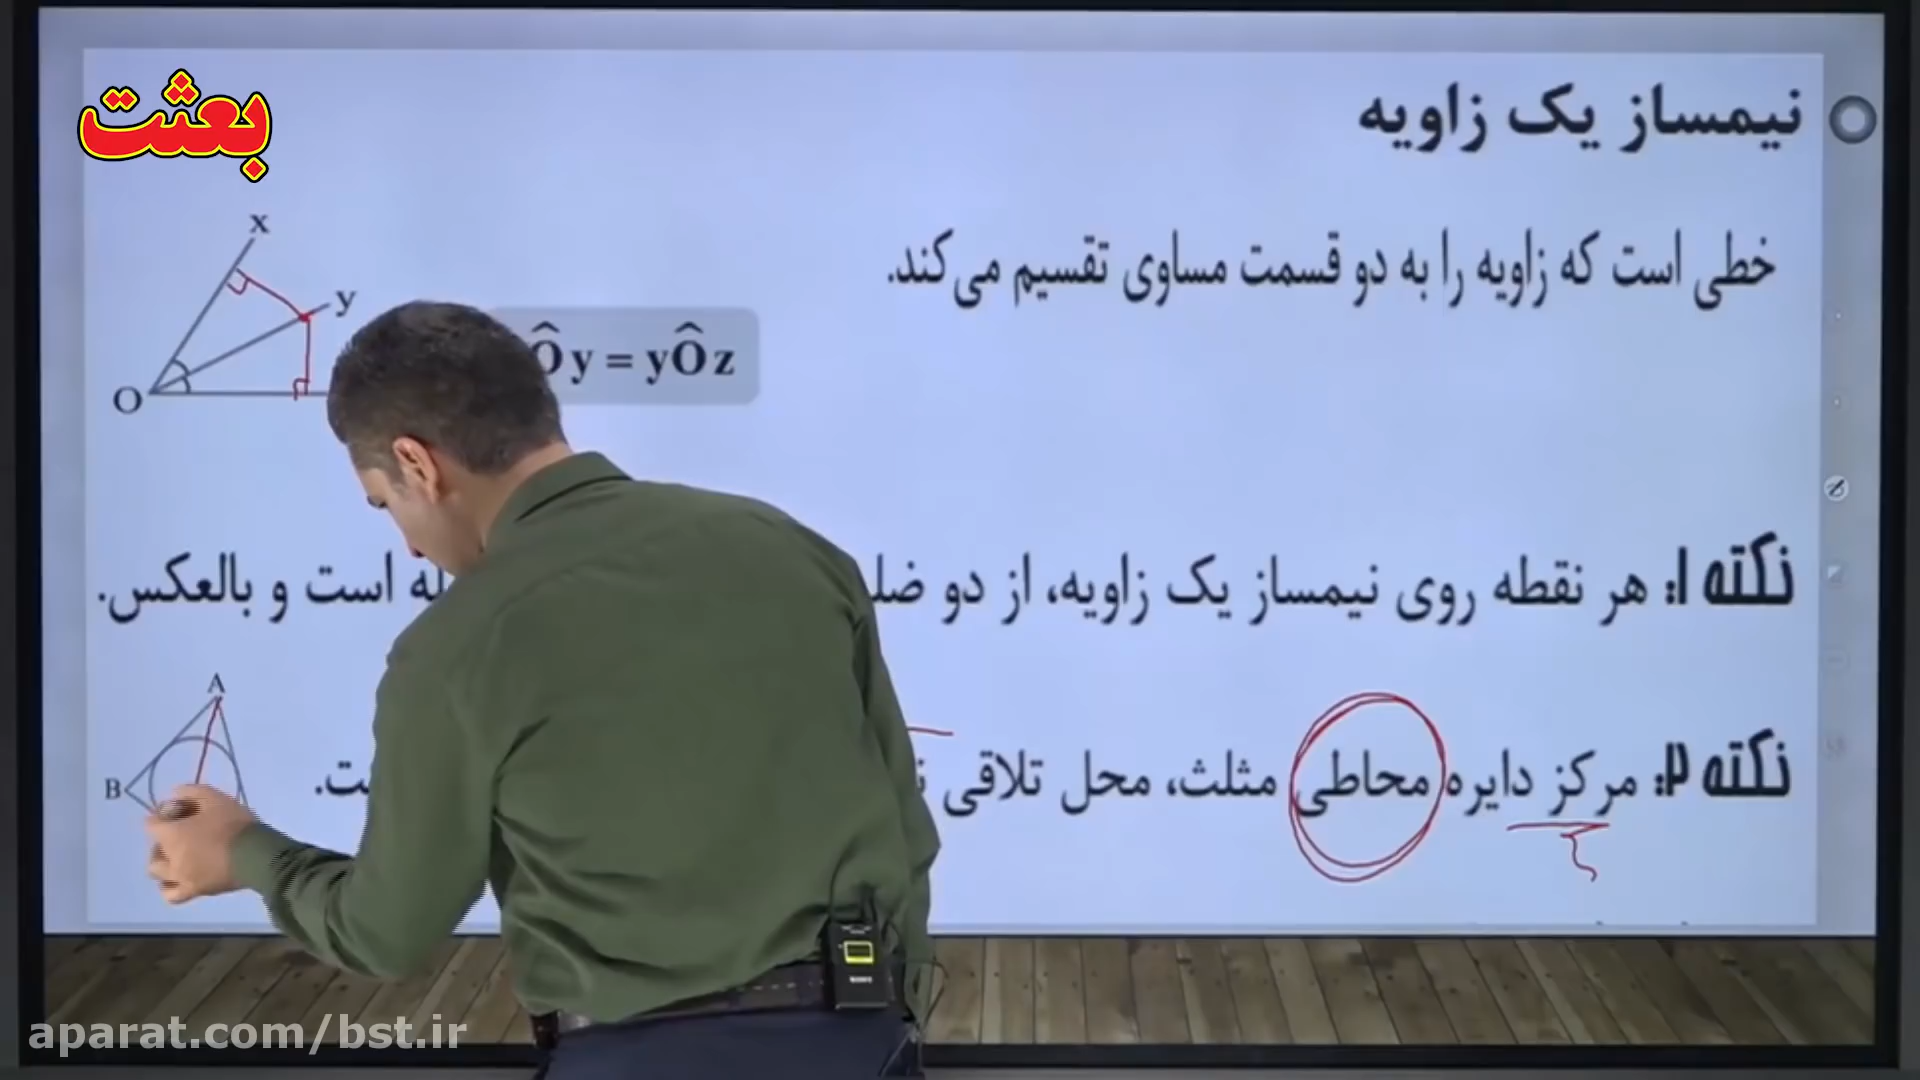 بعثت
نیمساز یک زاویه
خطی است که زاویه را به دو قسمت مساوی تقسیم می‌کند.
x
y
O
Ôy = yÔz
نکته ۱: هر نقطه روی نیمساز یک زاویه، از دو است و بالعکس.
A
B
نکته ۲: مرکز دایره محاطی مثلث، محل تلاقی
aparat.com/bst.ir